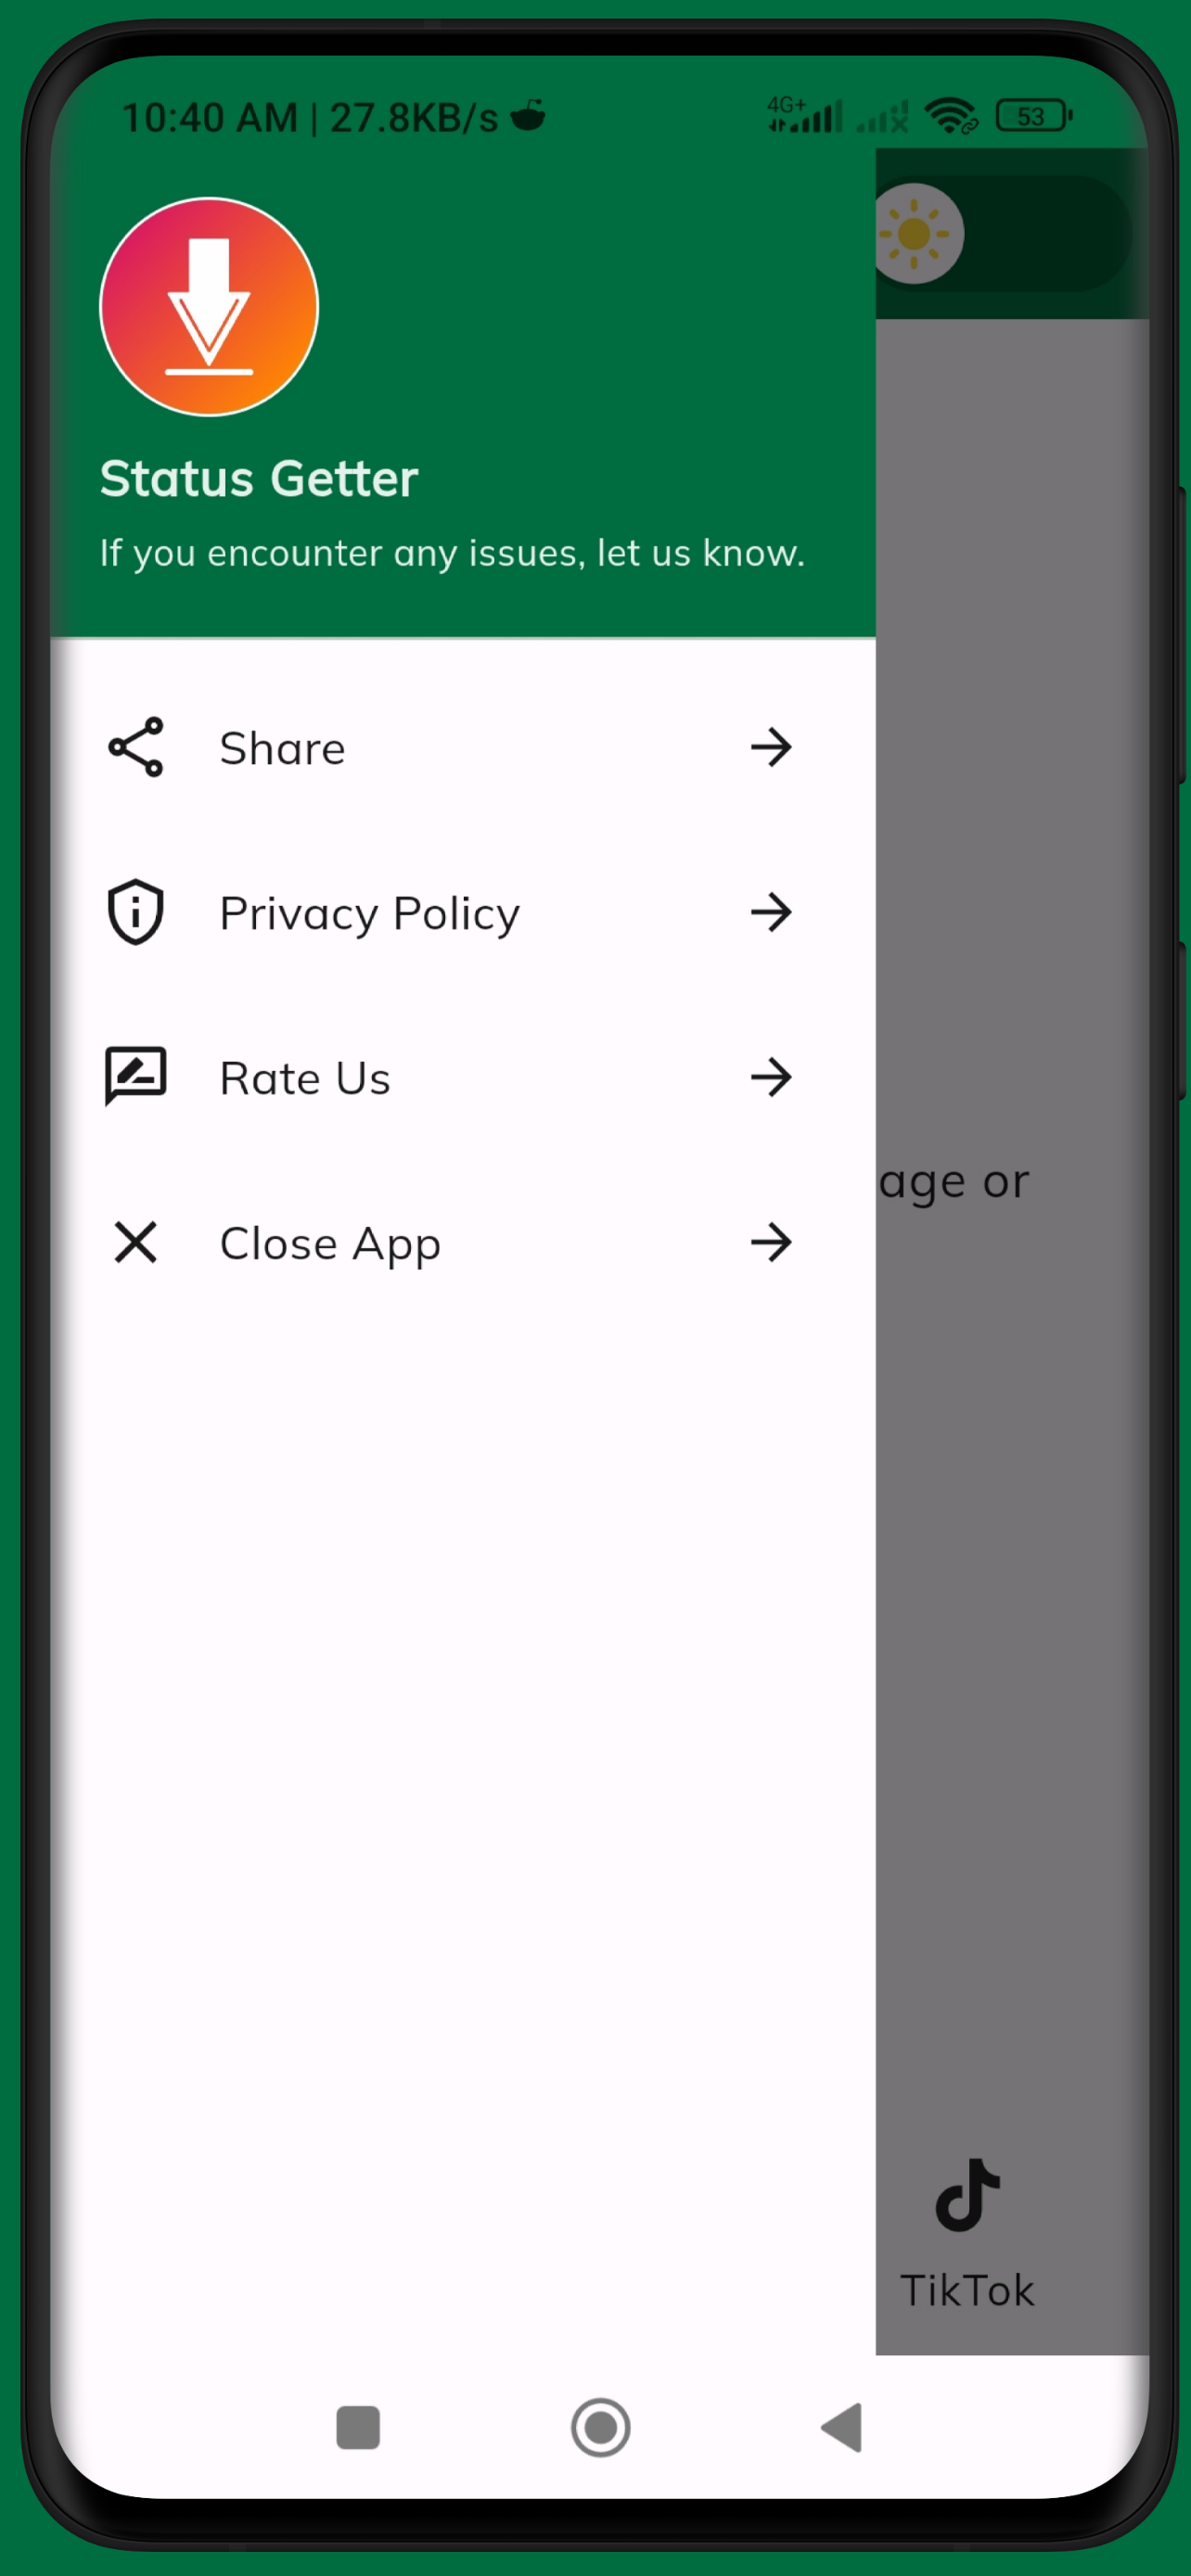 10:40 AM | 27.8KB/s 4G+ 53
Status Getter
If you encounter any issues, let us know.
Share
Privacy Policy
Rate Us
age or
Close App
TikTok